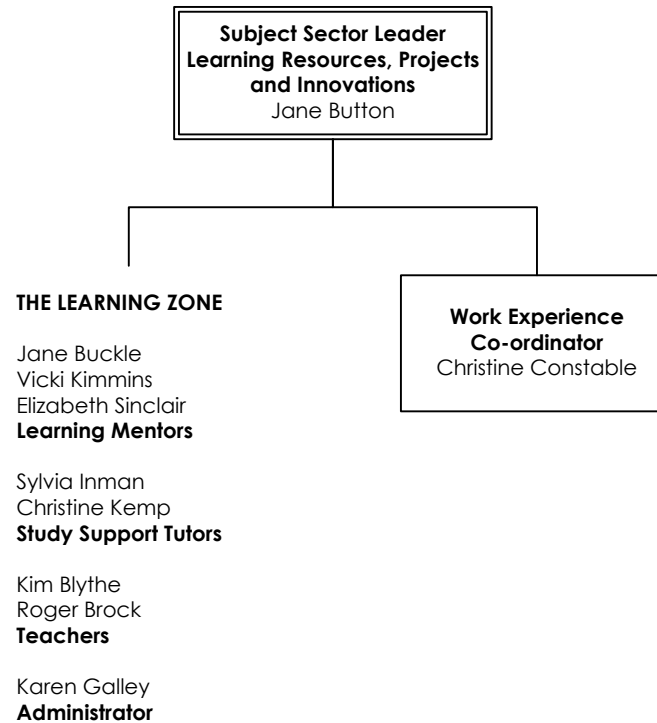 Subject Sector Leader
Learning Resources, Projects
and Innovations
Jane Button
THE LEARNING ZONE
Jane Buckle
Vicki Kimmins
Elizabeth Sinclair
Learning Mentors
Sylvia Inman
Christine Kemp
Study Support Tutors
Kim Blythe
Roger Brock
Teachers
Karen Galley
Administrator
Work Experience
Co-ordinator
Christine Constable